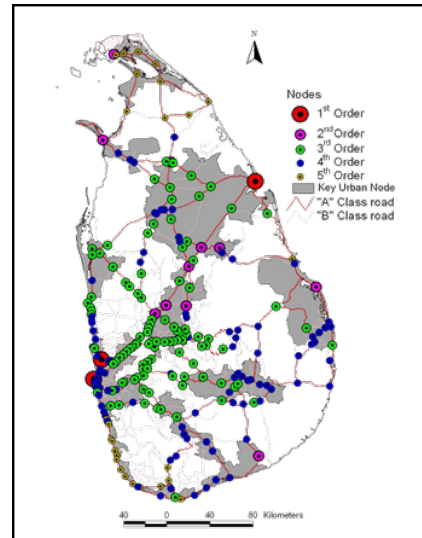 N
Nodes
1st Order
2nd Order
3rd Order
4th Order
5th Order
Key Urban Node
"A" Class road
"B" Class road
40 0 40 80 Kilometers